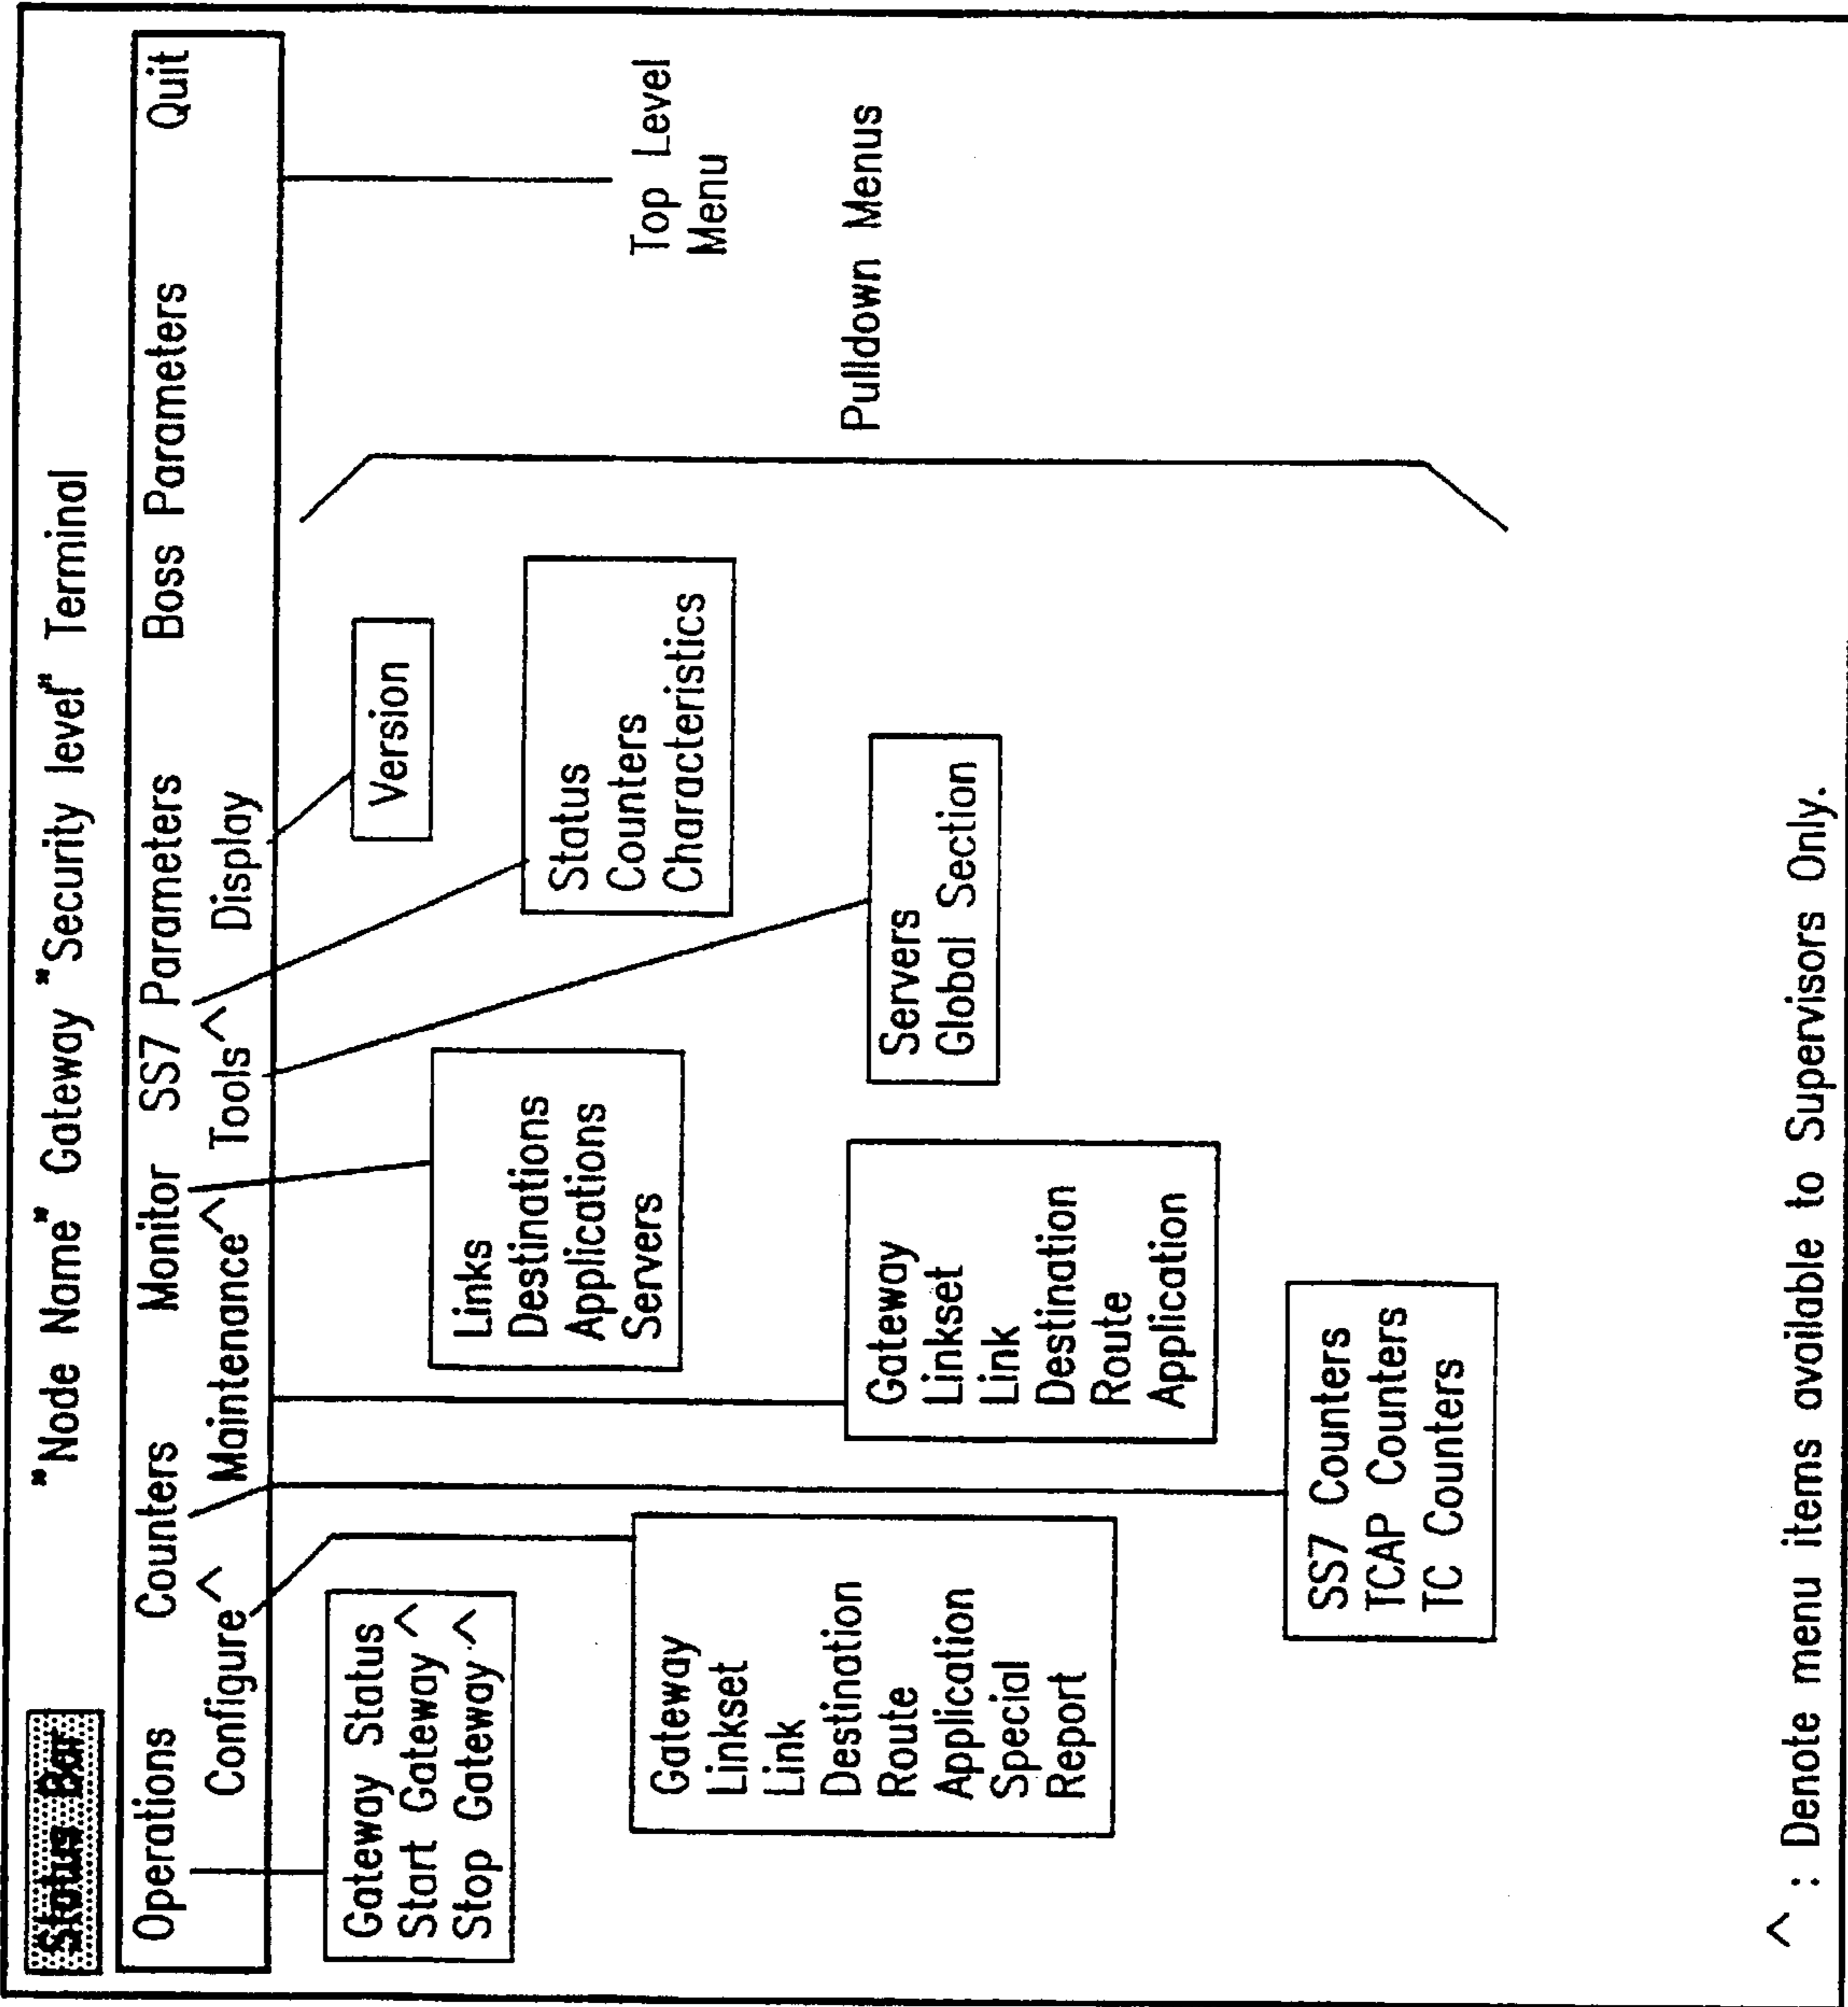 Status Bar
"Node Name" Gateway "Security level" Terminal
Operations Counters Monitor SS7 Parameters Boss Parameters Quit
Configure^ Maintenance^ Tools^ Display
Gateway Status
Start Gateway^
Stop Gateway^
Gateway
Linkset
Link
Destination
Route
Application
Special
Report
SS7 Counters
TCAP Counters
TC Counters
Gateway
Linkset
Link
Destination
Route
Application
Links
Destinations
Applications
Servers
Servers
Global Section
Status
Counters
Characteristics
Version
Top Level
Menu
Pulldown Menus
^ : Denote menu items available to Supervisors Only.